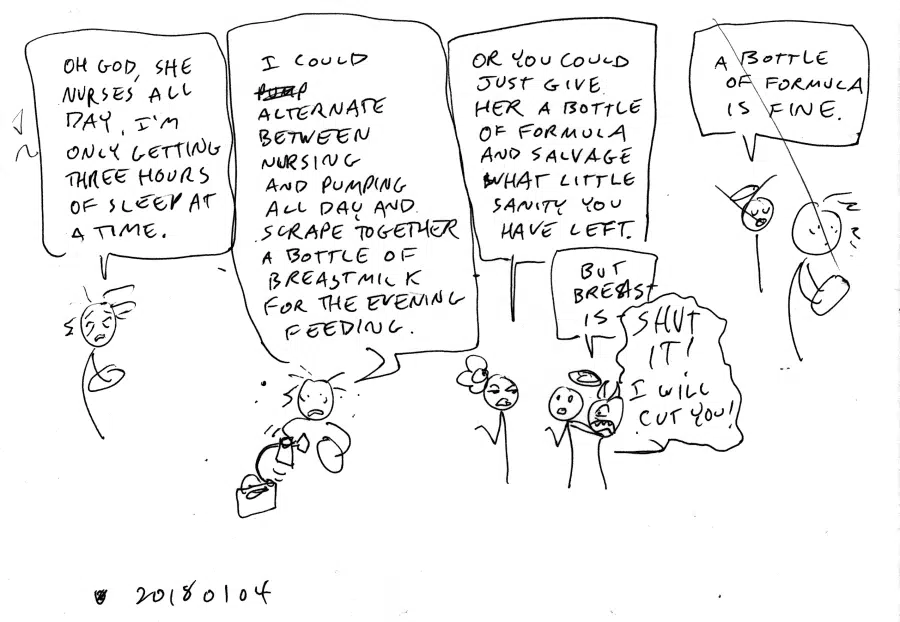 OH GOD, SHE
NURSES ALL
DAY, I'M
ONLY GETTING
THREE HOURS
OF SLEEP AT
A TIME.
I COULD
PUMP
ALTERNATE
BETWEEN
NURSING
AND PUMPING
ALL DAY AND
SCRAPE TOGETHER
A BOTTLE OF
BREASTMILK
FOR THE EVENING
FEEDING.
OR YOU COULD
JUST GIVE
HER A BOTTLE
OF FORMULA
AND SALVAGE
WHAT LITTLE
SANITY YOU
HAVE LEFT.
BUT
BREAST
IS
SHUT
IT!
I WILL
CUT YOU!
A BOTTLE
OF FORMULA
IS FINE.
20180104